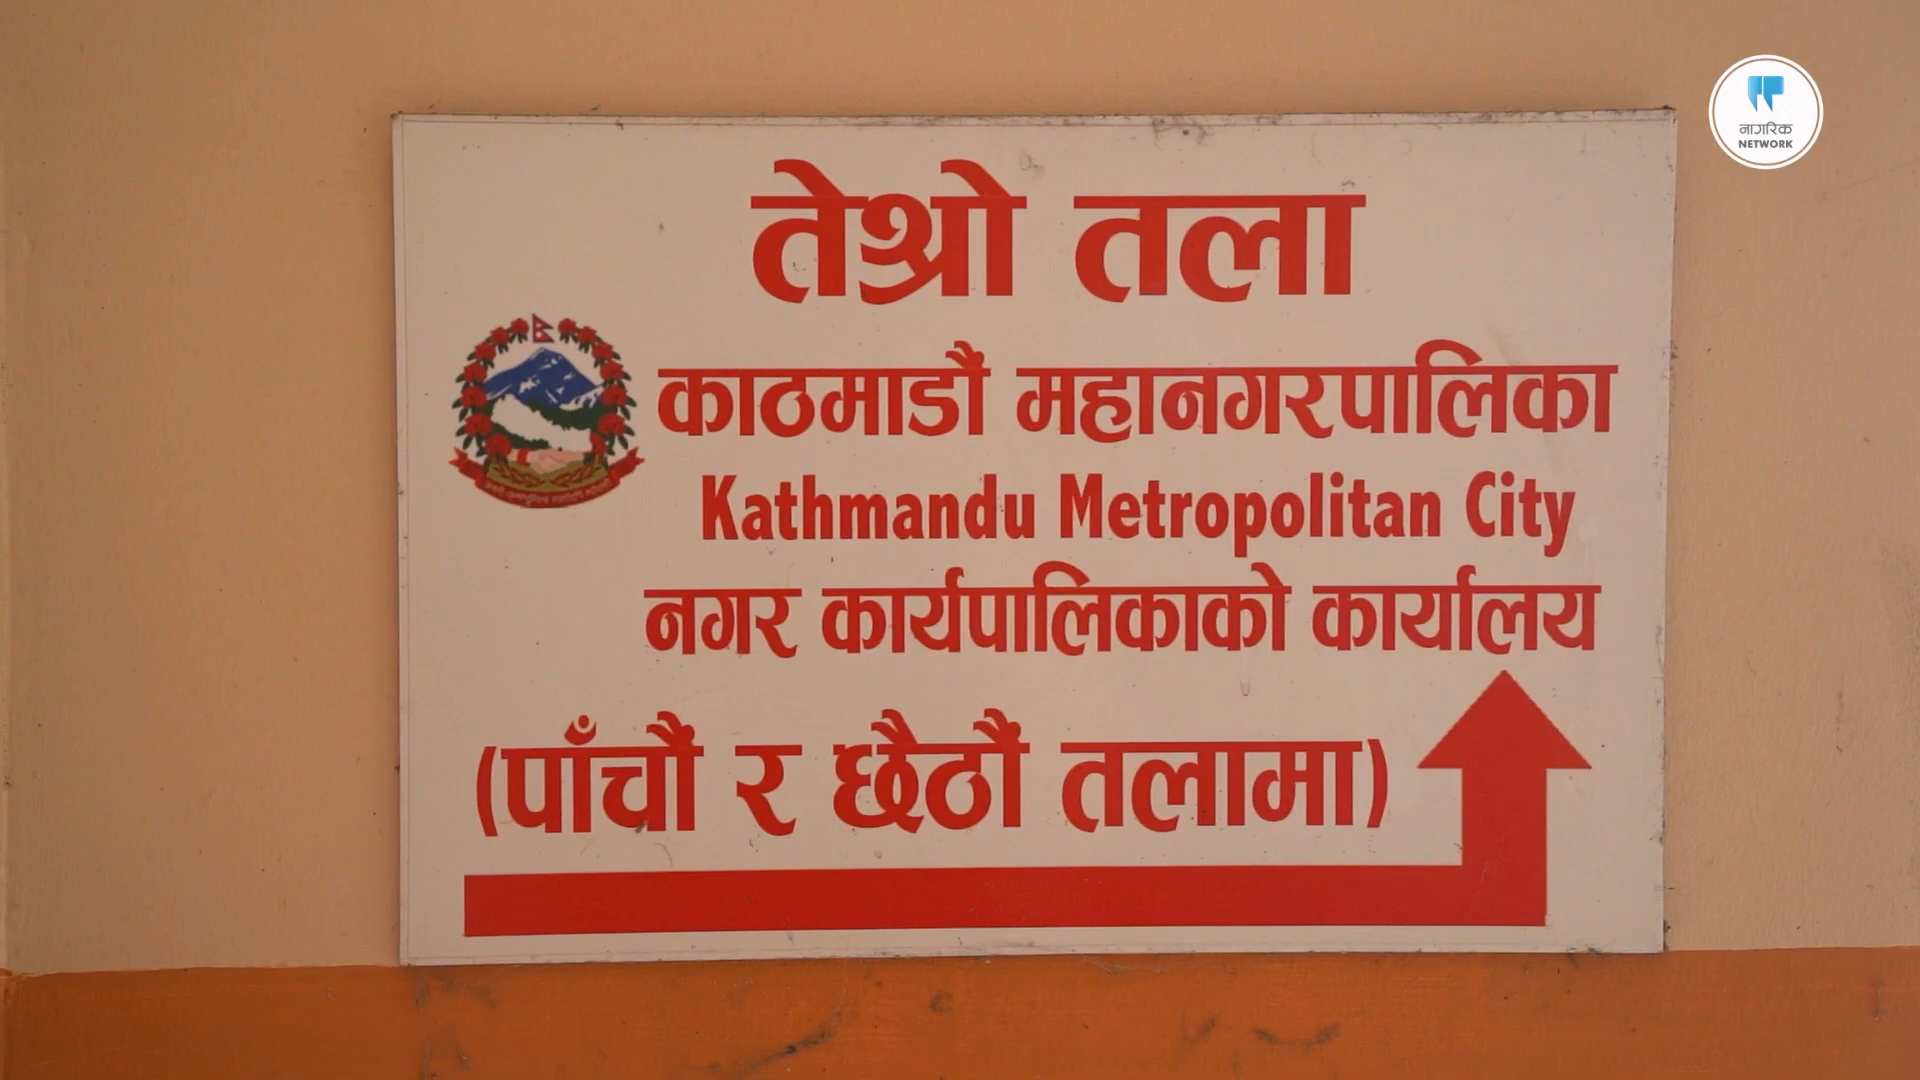 तेश्रो तला
काठमाडौं महानगरपालिका
Kathmandu Metropolitan City
नगर कार्यपालिकाको कार्यालय
(पाँचौं र छैठौं तलामा)
नागरिक
NETWORK